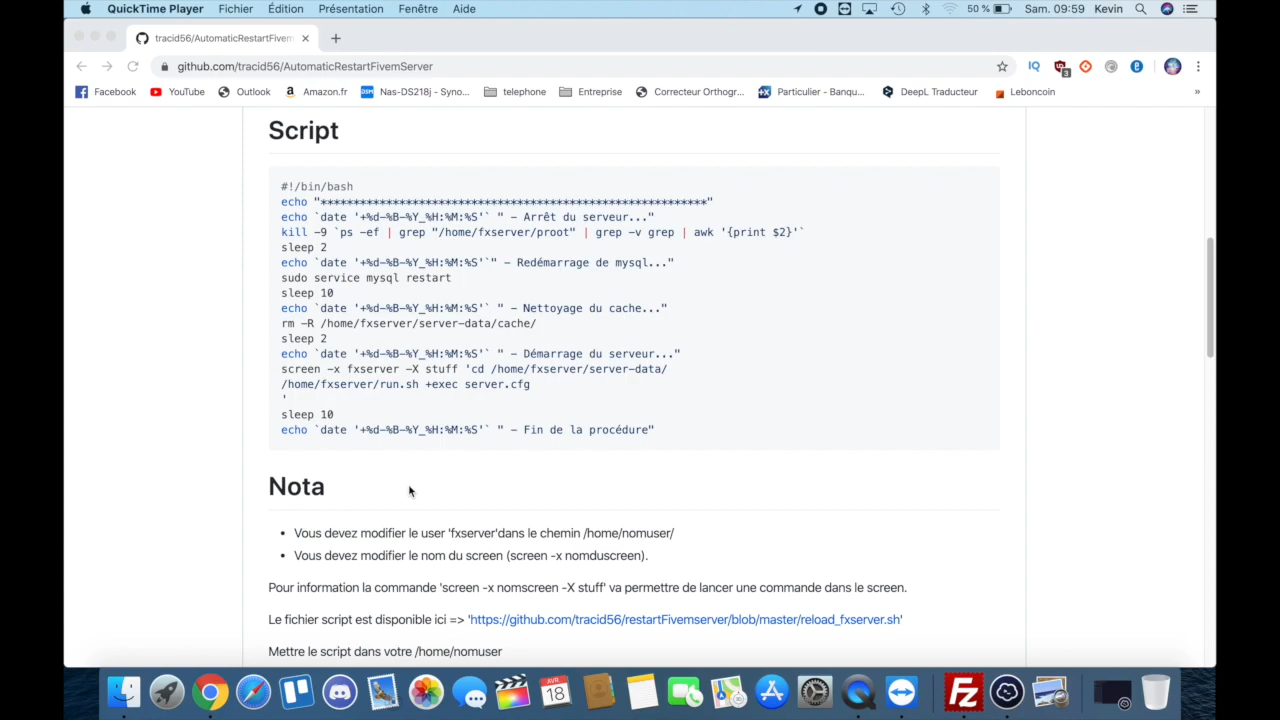 QuickTime Player Fichier Édition Présentation Fenêtre Aide 50 % Sam. 09:59 Kevin
tracid56/AutomaticRestartFivem
github.com/tracid56/AutomaticRestartFivemServer
Facebook YouTube Outlook Amazon.fr Nas-DS218j - Syno... telephone Entreprise Correcteur Orthogr... Particulier - Banqu... DeepL Traducteur Leboncoin »
Script
#!/bin/bash
echo "***********************************************************"
echo `date '+%d-%B-%Y_%H:%M:%S'` " - Arrêt du serveur..."
kill -9 `ps -ef | grep "/home/fxserver/proot" | grep -v grep | awk '{print $2}'`
sleep 2
echo `date '+%d-%B-%Y_%H:%M:%S'`" - Redémarrage de mysql..."
sudo service mysql restart
sleep 10
echo `date '+%d-%B-%Y_%H:%M:%S'` " - Nettoyage du cache..."
rm -R /home/fxserver/server-data/cache/
sleep 2
echo `date '+%d-%B-%Y_%H:%M:%S'` " - Démarrage du serveur..."
screen -x fxserver -X stuff 'cd /home/fxserver/server-data/
/home/fxserver/run.sh +exec server.cfg
'
sleep 10
echo `date '+%d-%B-%Y_%H:%M:%S'` " - Fin de la procédure"
Nota
• Vous devez modifier le user 'fxserver'dans le chemin /home/nomuser/
• Vous devez modifier le nom du screen (screen -x nomduscreen).
Pour information la commande 'screen -x nomscreen -X stuff' va permettre de lancer une commande dans le screen.
Le fichier script est disponible ici => 'https://github.com/tracid56/restartFivemserver/blob/master/reload_fxserver.sh'
Mettre le script dans votre /home/nomuser
AVR.
18